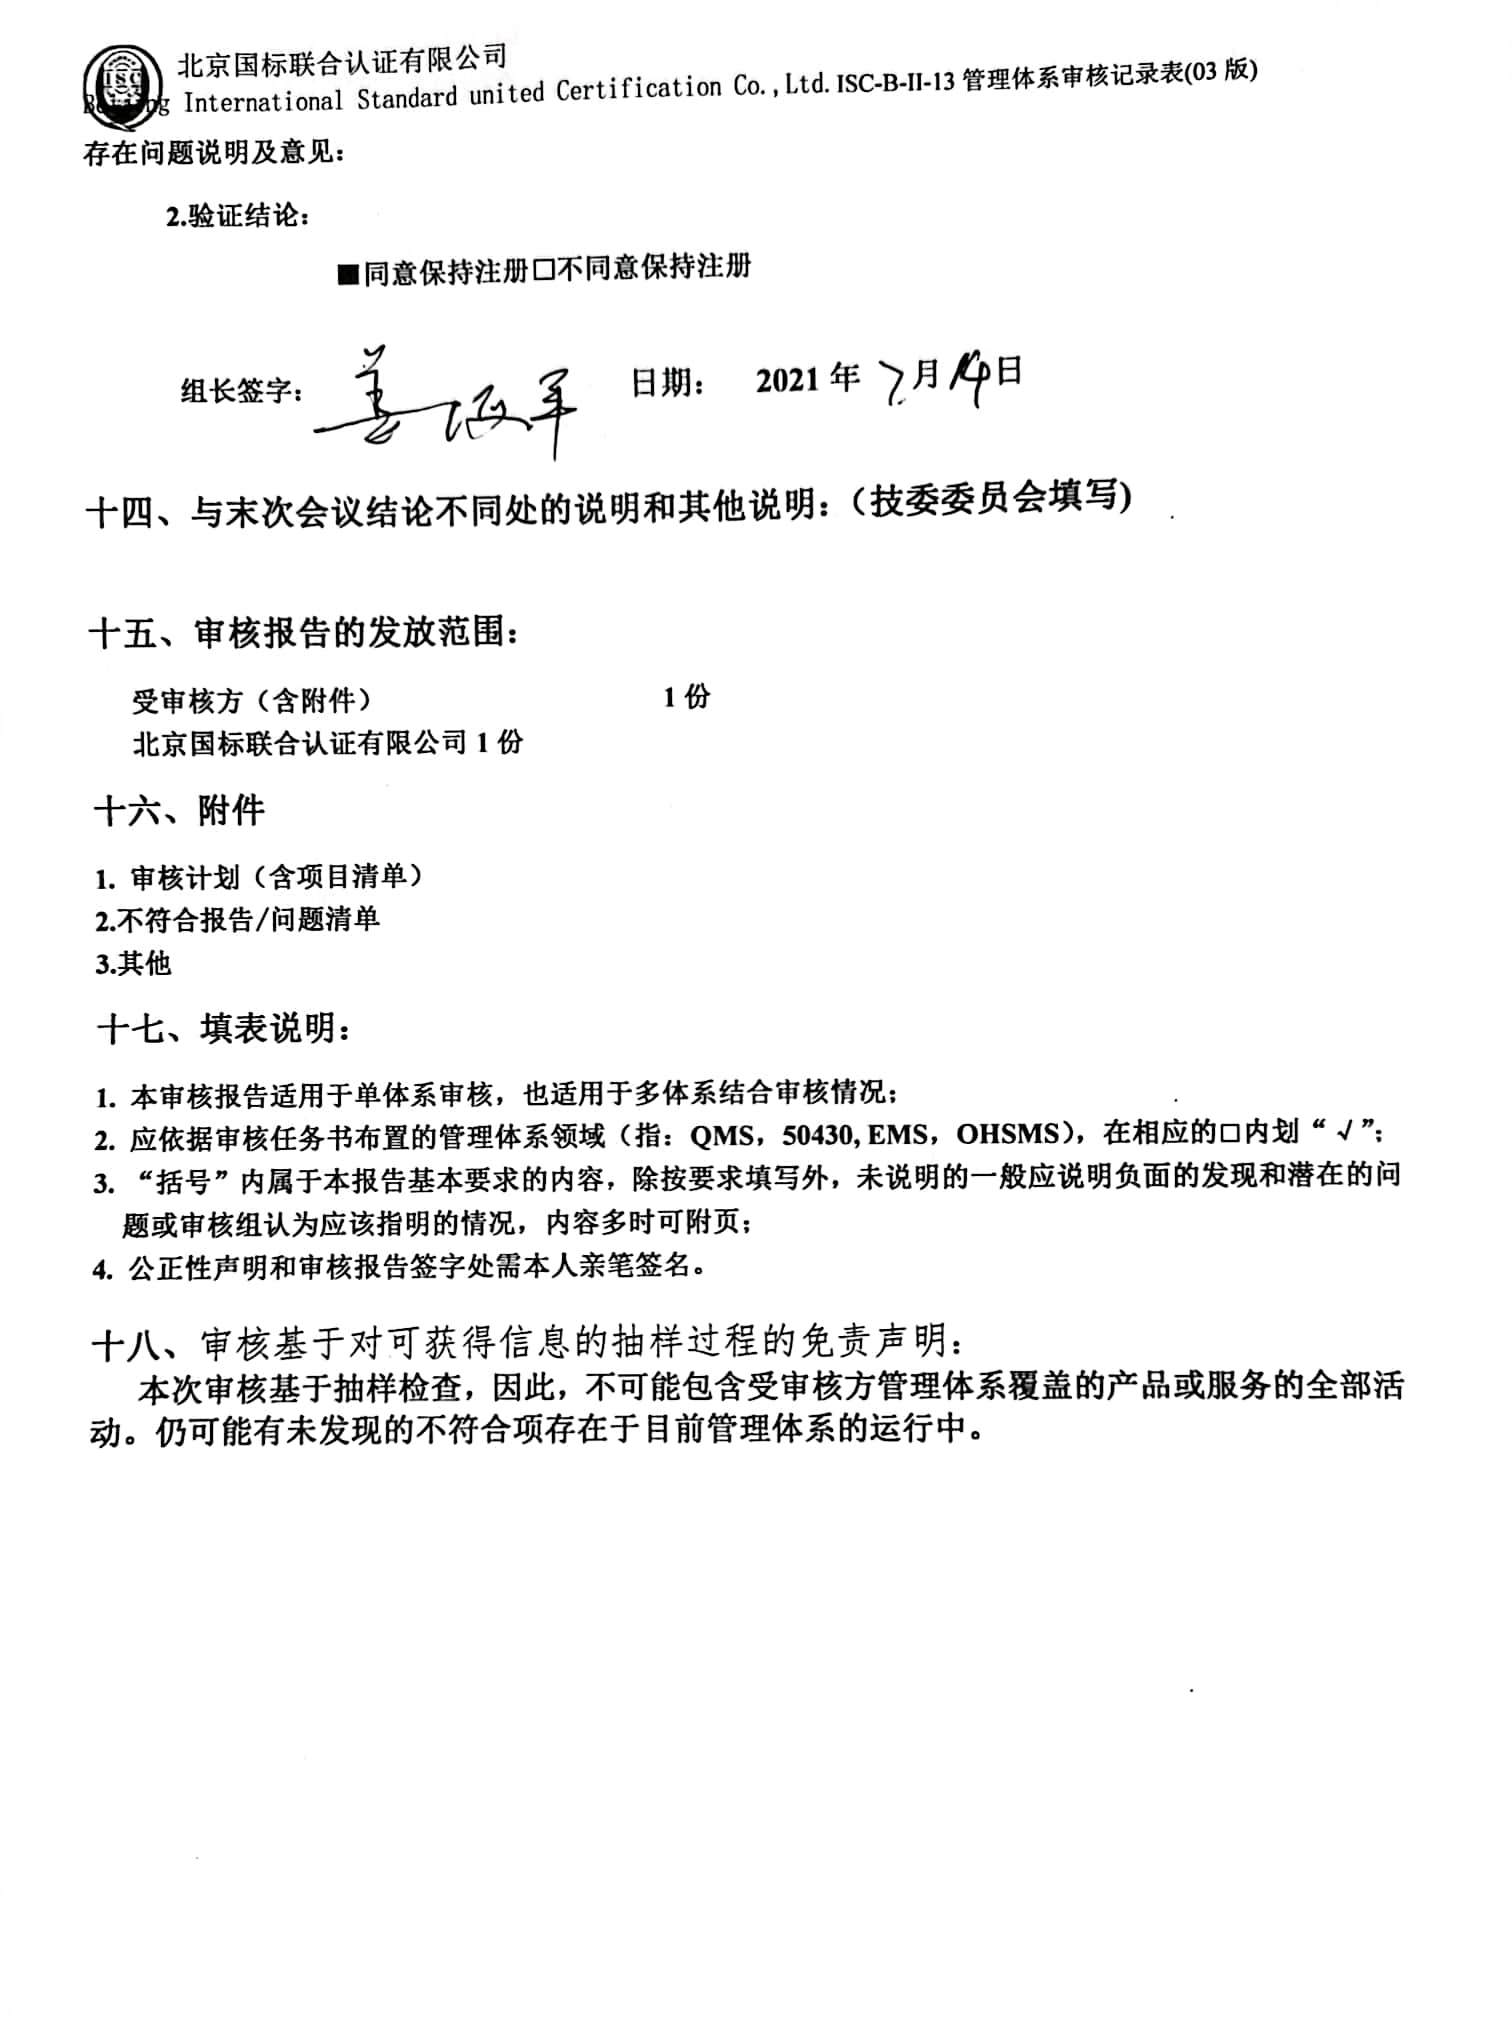 北京国标联合认证有限公司
Beijing International Standard united Certification Co., Ltd. ISC-B-II-13 管理体系审核记录表(03 版)
ISC
存在问题说明及意见：
2.验证结论：
■同意保持注册□不同意保持注册
组长签字： 日期： 2021 年 7月 14日
十四、与末次会议结论不同处的说明和其他说明：（技委委员会填写)
十五、审核报告的发放范围：
受审核方（含附件） 1 份
北京国标联合认证有限公司 1 份
十六、附件
1. 审核计划（含项目清单）
2.不符合报告/问题清单
3.其他
十七、填表说明：
1. 本审核报告适用于单体系审核，也适用于多体系结合审核情况；
2. 应依据审核任务书布置的管理体系领域（指：QMS，50430, EMS，OHSMS），在相应的□内划“√”；
3. “括号”内属于本报告基本要求的内容，除按要求填写外，未说明的一般应说明负面的发现和潜在的问
题或审核组认为应该指明的情况，内容多时可附页；
4. 公正性声明和审核报告签字处需本人亲笔签名。
十八、审核基于对可获得信息的抽样过程的免责声明：
本次审核基于抽样检查，因此，不可能包含受审核方管理体系覆盖的产品或服务的全部活
动。仍可能有未发现的不符合项存在于目前管理体系的运行中。